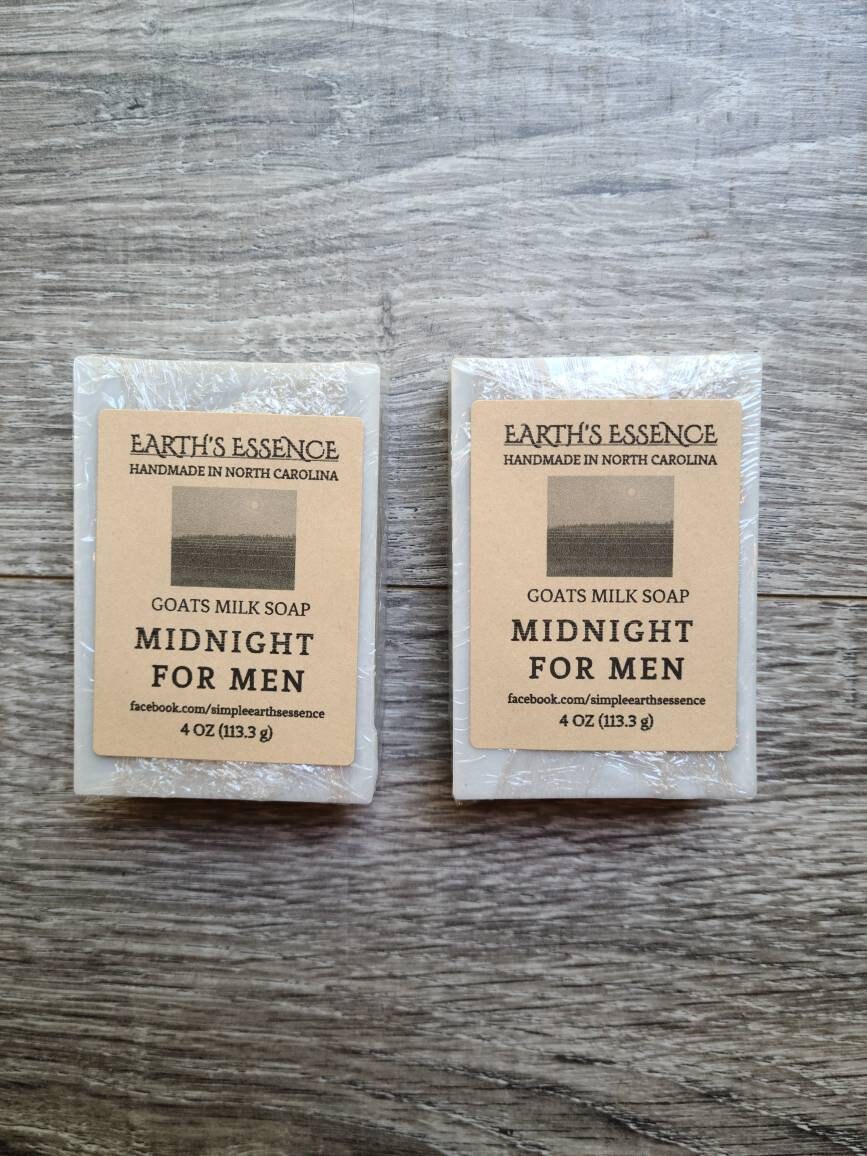 EARTH'S ESSENCE
HANDMADE IN NORTH CAROLINA
GOATS MILK SOAP
MIDNIGHT
FOR MEN
facebook.com/simpleearthsessence
4 OZ (113.3 g)
EARTH'S ESSENCE
HANDMADE IN NORTH CAROLINA
GOATS MILK SOAP
MIDNIGHT
FOR MEN
facebook.com/simpleearthsessence
4 OZ (113.3 g)